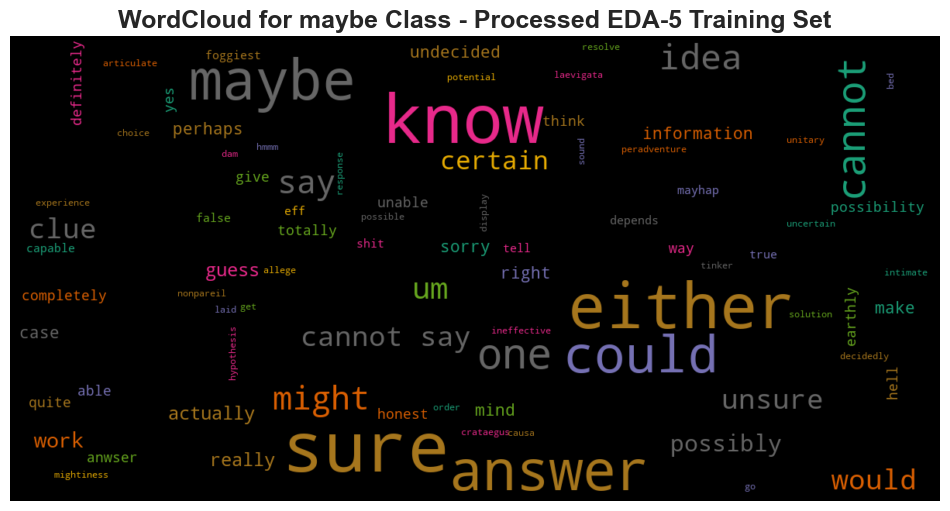 WordCloud for maybe Class - Processed EDA-5 Training Set
definitely
articulate
foggiest
undecided
resolve
idea
cannot
bed
maybe
yes
potential
laevigata
know
think
choice
perhaps
information
unitary
hmmm
dam
certain
sound
peradventure
response
give
say
mayhap
experience
unable
display
possibility
false
eff
possible
depends
uncertain
clue
totally
capable
shit
sorry
tell
way
true
guess
allege
right
tinker
intimate
completely
nonpareil
um
either
earthly
make
laid
get
solution
case
hypothesis
cannot say
ineffective
one
could
decidedly
able
hell
quite
might
unsure
actually
honest
order
mind
work
sure
crataegus
causa
possibly
anwser
really
answer
mightiness
go
would